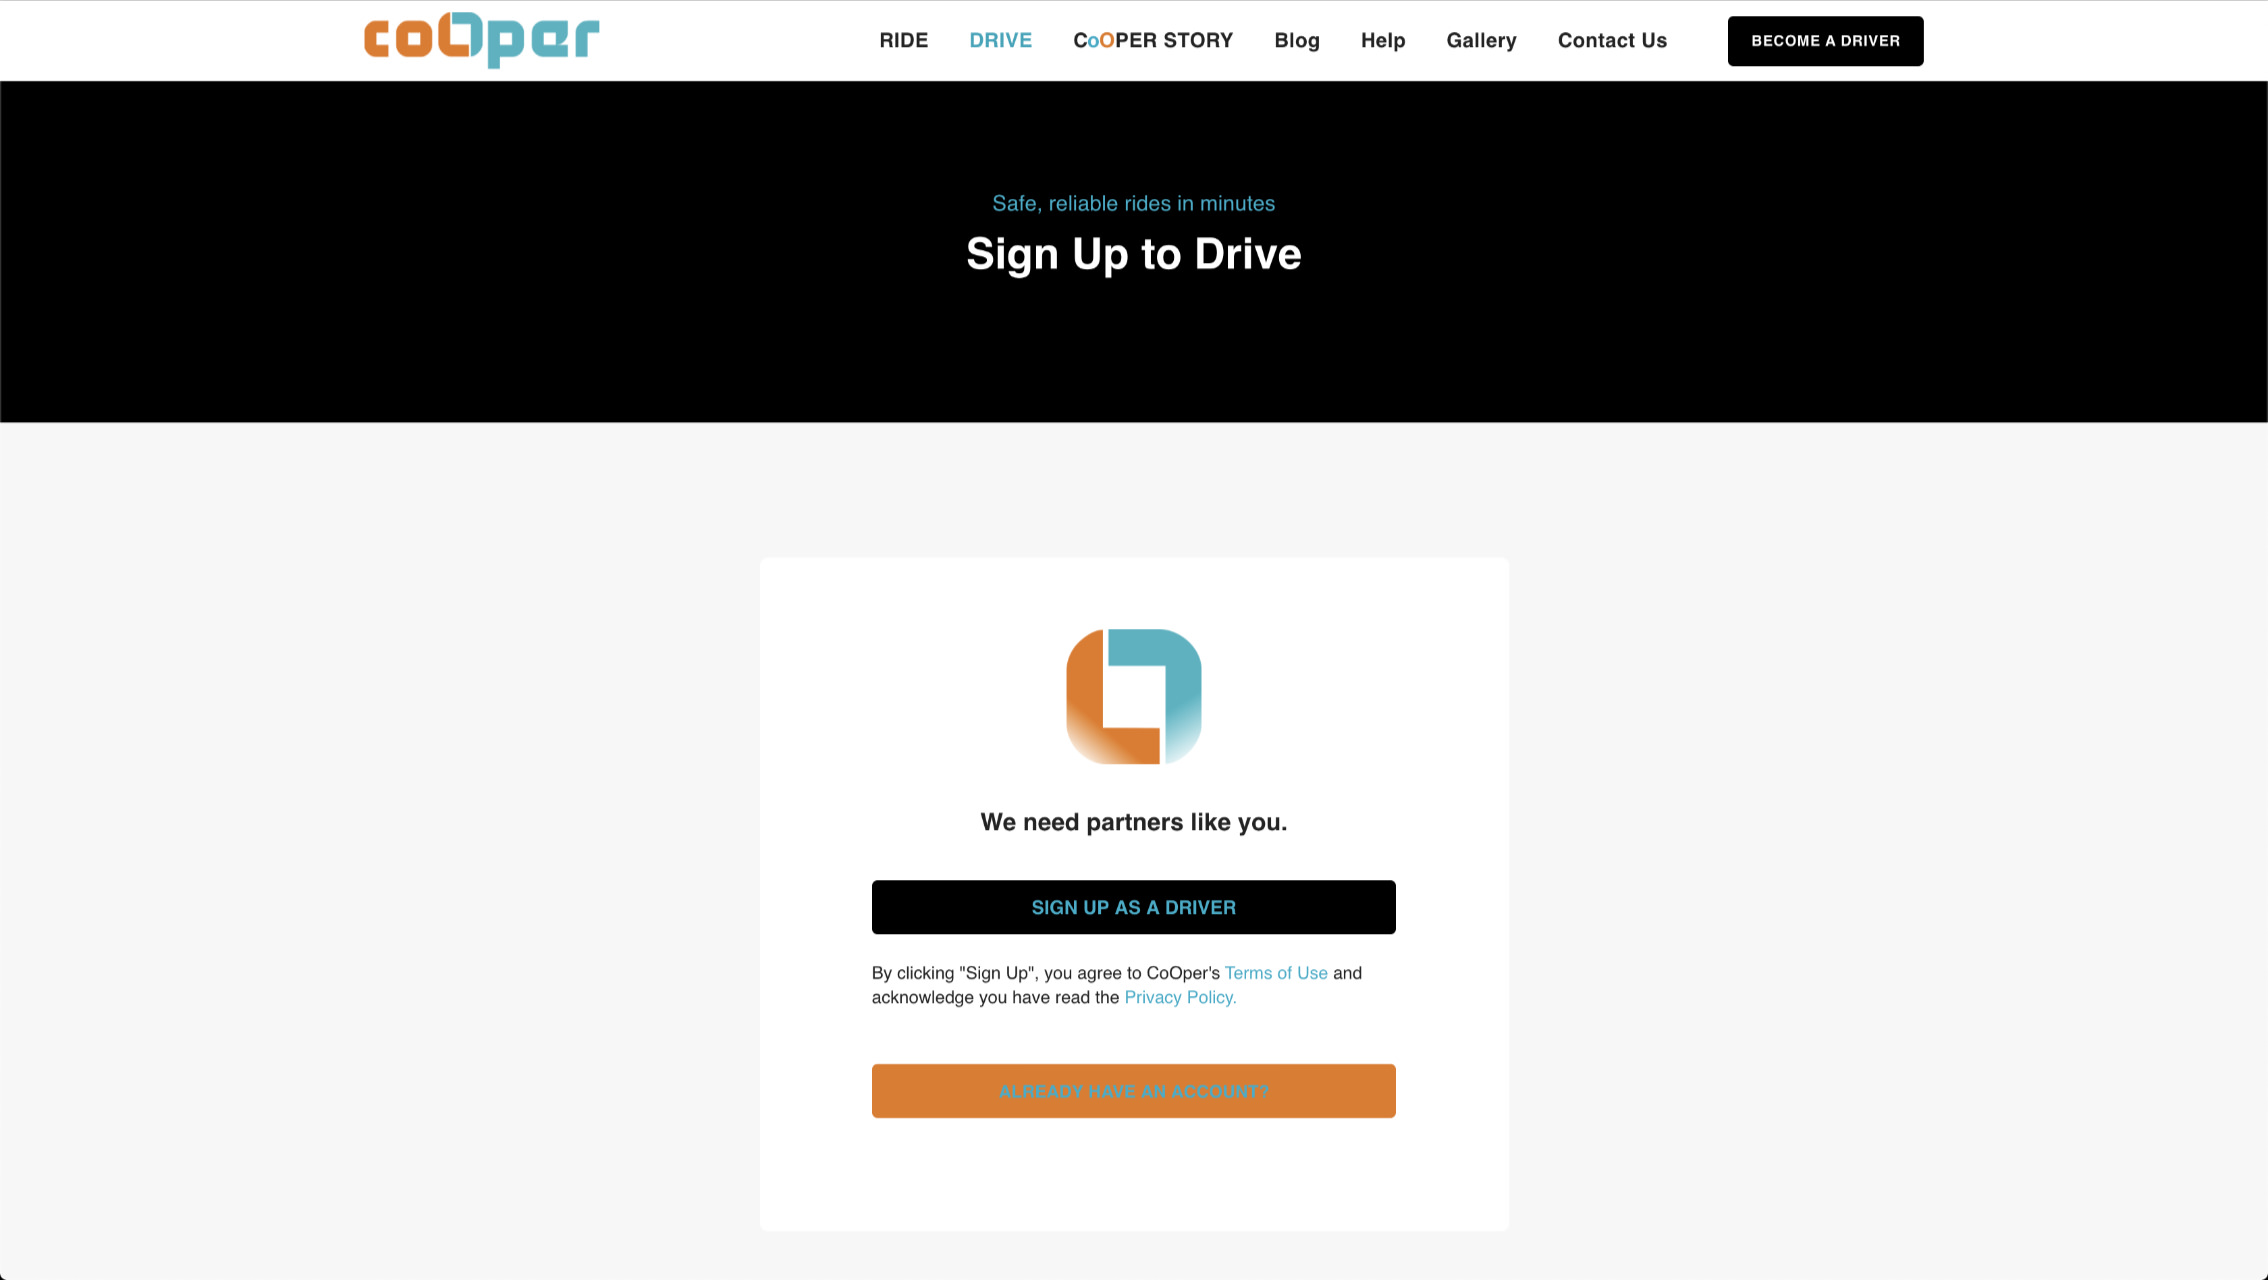 coOper
RIDE DRIVE CoOPER STORY Blog Help Gallery Contact Us BECOME A DRIVER
Safe, reliable rides in minutes
Sign Up to Drive
We need partners like you.
SIGN UP AS A DRIVER
By clicking "Sign Up", you agree to CoOper's Terms of Use and
acknowledge you have read the Privacy Policy.
ALREADY HAVE AN ACCOUNT?